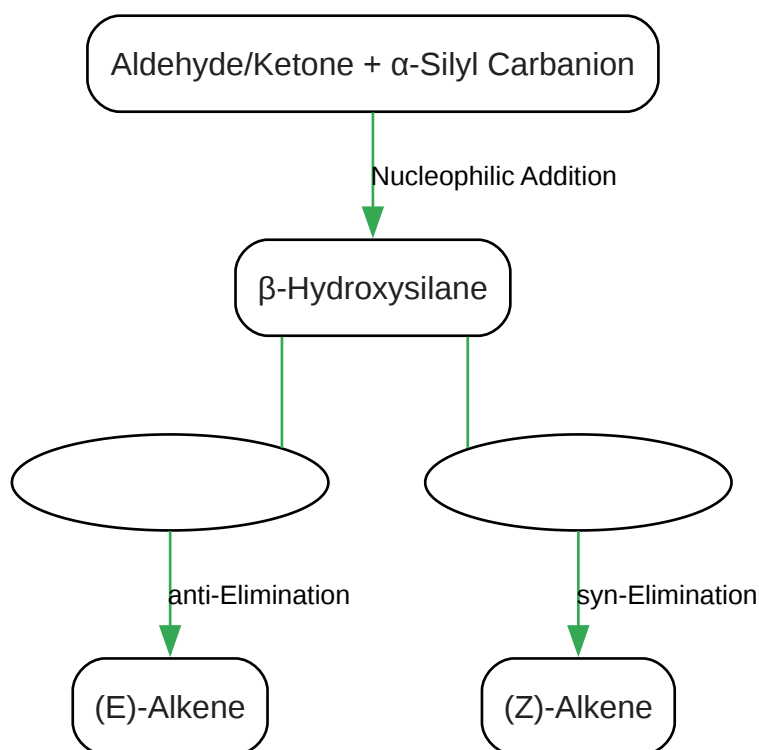 Aldehyde/Ketone + α-Silyl Carbanion
Nucleophilic Addition
β-Hydroxysilane
anti-Elimination
syn-Elimination
(E)-Alkene
(Z)-Alkene